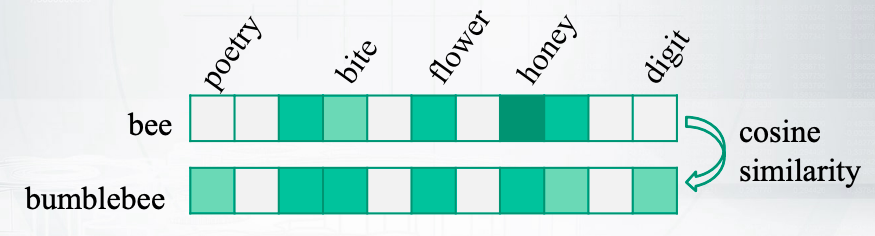 poetry
bite
flower
honey
digit
bee
cosine
similarity
bumblebee